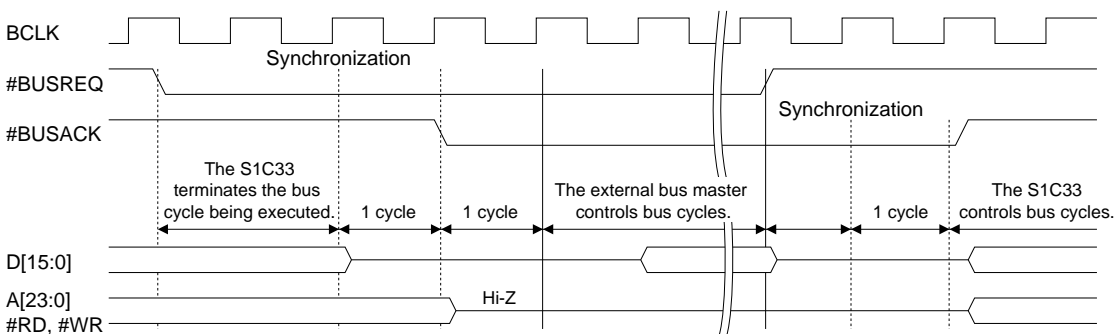 BCLK
Synchronization
#BUSREQ
Synchronization
#BUSACK
The S1C33
terminates the bus
cycle being executed.
1 cycle
1 cycle
The external bus master
controls bus cycles.
1 cycle
The S1C33
controls bus cycles.
D[15:0]
A[23:0]
Hi-Z
#RD, #WR